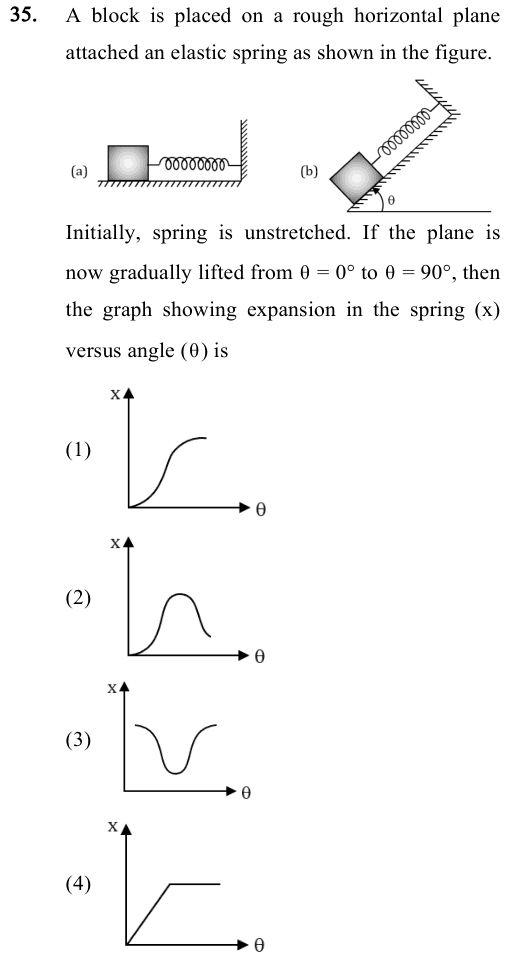 35. A block is placed on a rough horizontal plane
attached an elastic spring as shown in the figure.
(a)
(b)
θ
Initially, spring is unstretched. If the plane is
now gradually lifted from θ = 0° to θ = 90°, then
the graph showing expansion in the spring (x)
versus angle (θ) is
(1)
x
θ
(2)
x
θ
(3)
x
θ
(4)
x
θ